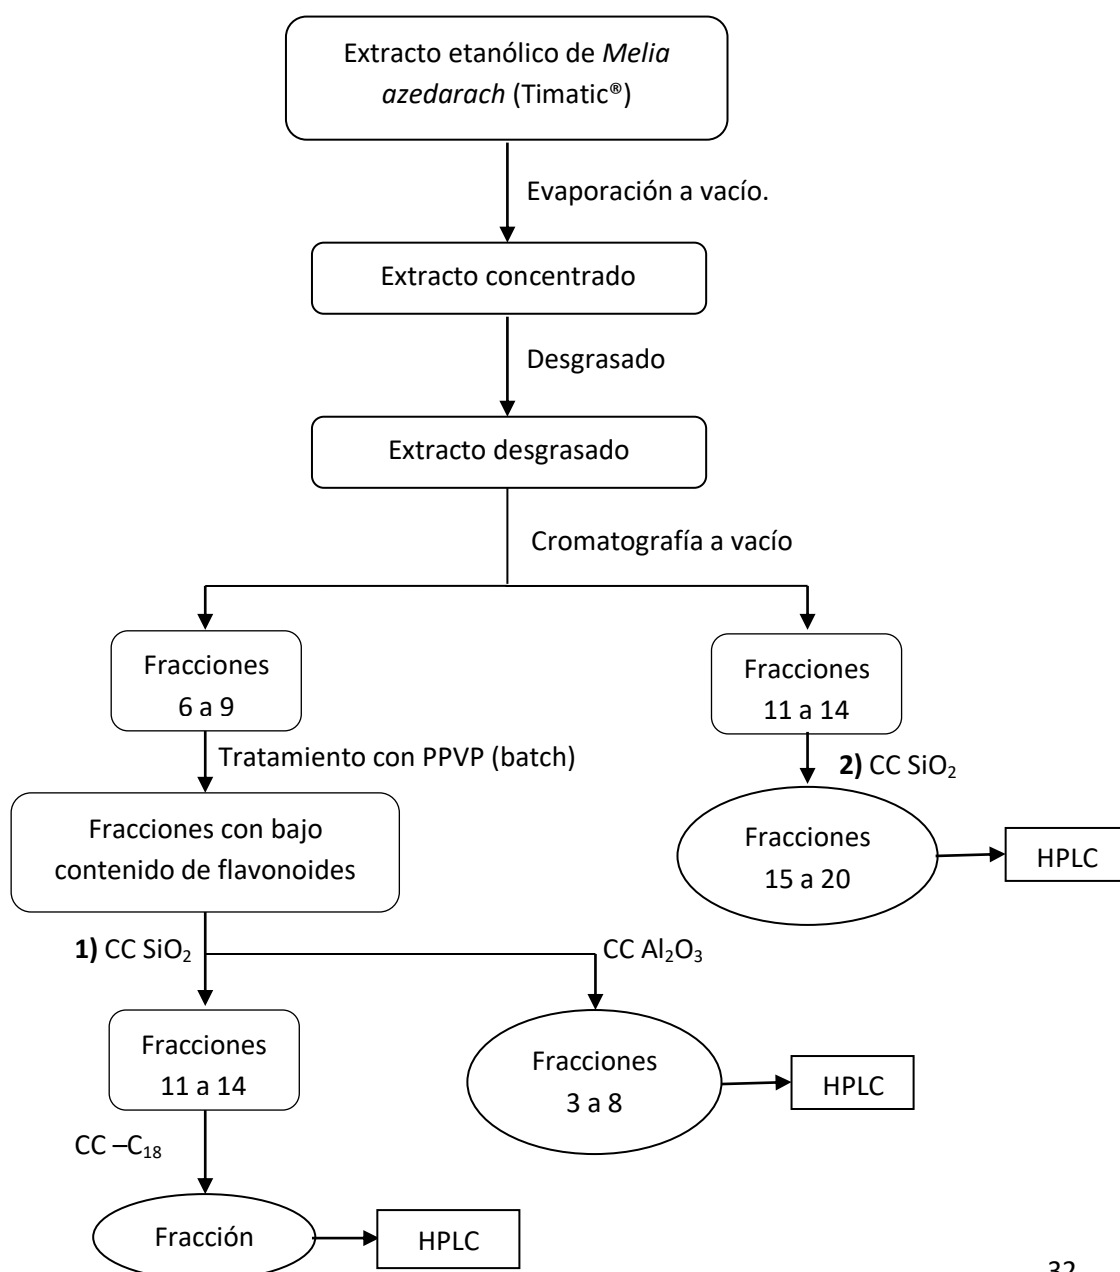 Extracto etanólico de Melia
azedarach (Timatic®)
Evaporación a vacío.
Extracto concentrado
Desgrasado
Extracto desgrasado
Cromatografía a vacío
Fracciones
6 a 9
Fracciones
11 a 14
Tratamiento con PPVP (batch)
2) CC SiO₂
Fracciones con bajo
contenido de flavonoides
Fracciones
15 a 20
HPLC
1) CC SiO₂
CC Al₂O₃
Fracciones
11 a 14
Fracciones
3 a 8
HPLC
CC –C₁₈
Fracción
HPLC
32